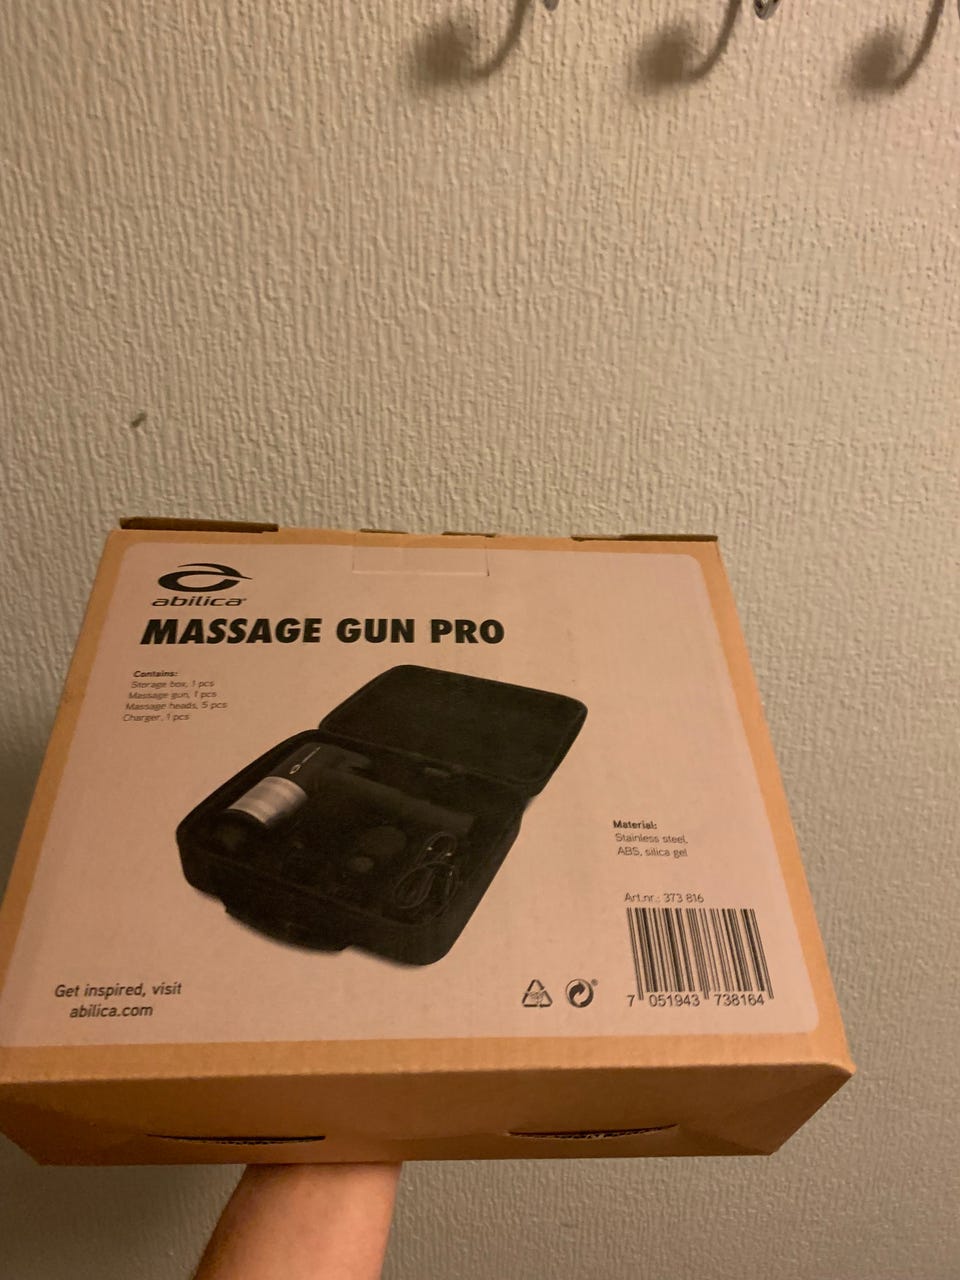 abilica®
MASSAGE GUN PRO
Contains:
Storage box, 1 pcs
Massage gun, 1 pcs
Massage heads, 5 pcs
Charger, 1 pcs
Material:
Stainless steel,
ABS, silica gel
Art.nr.: 373 816
7 051943 738164
Get inspired, visit
abilica.com